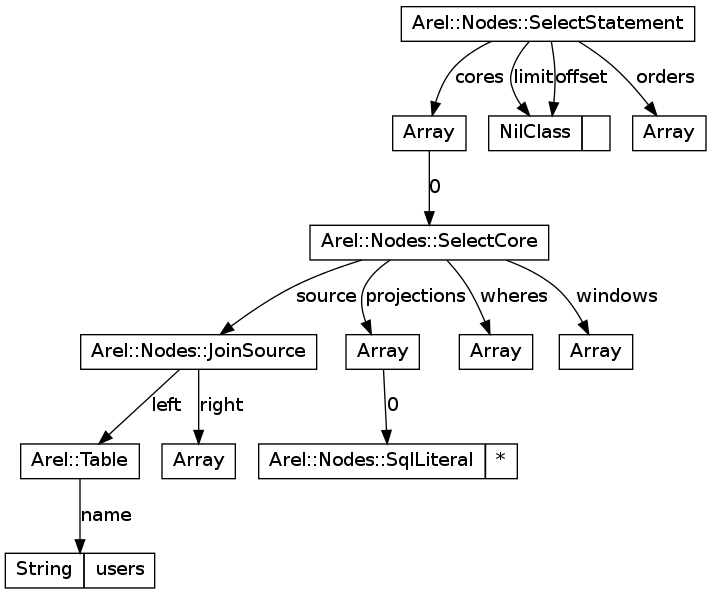 Arel::Nodes::SelectStatement
cores limit offset orders
Array NilClass Array
0
Arel::Nodes::SelectCore
source projections wheres windows
Arel::Nodes::JoinSource Array Array Array
left right 0
Arel::Table Array Arel::Nodes::SqlLiteral *
name
String users